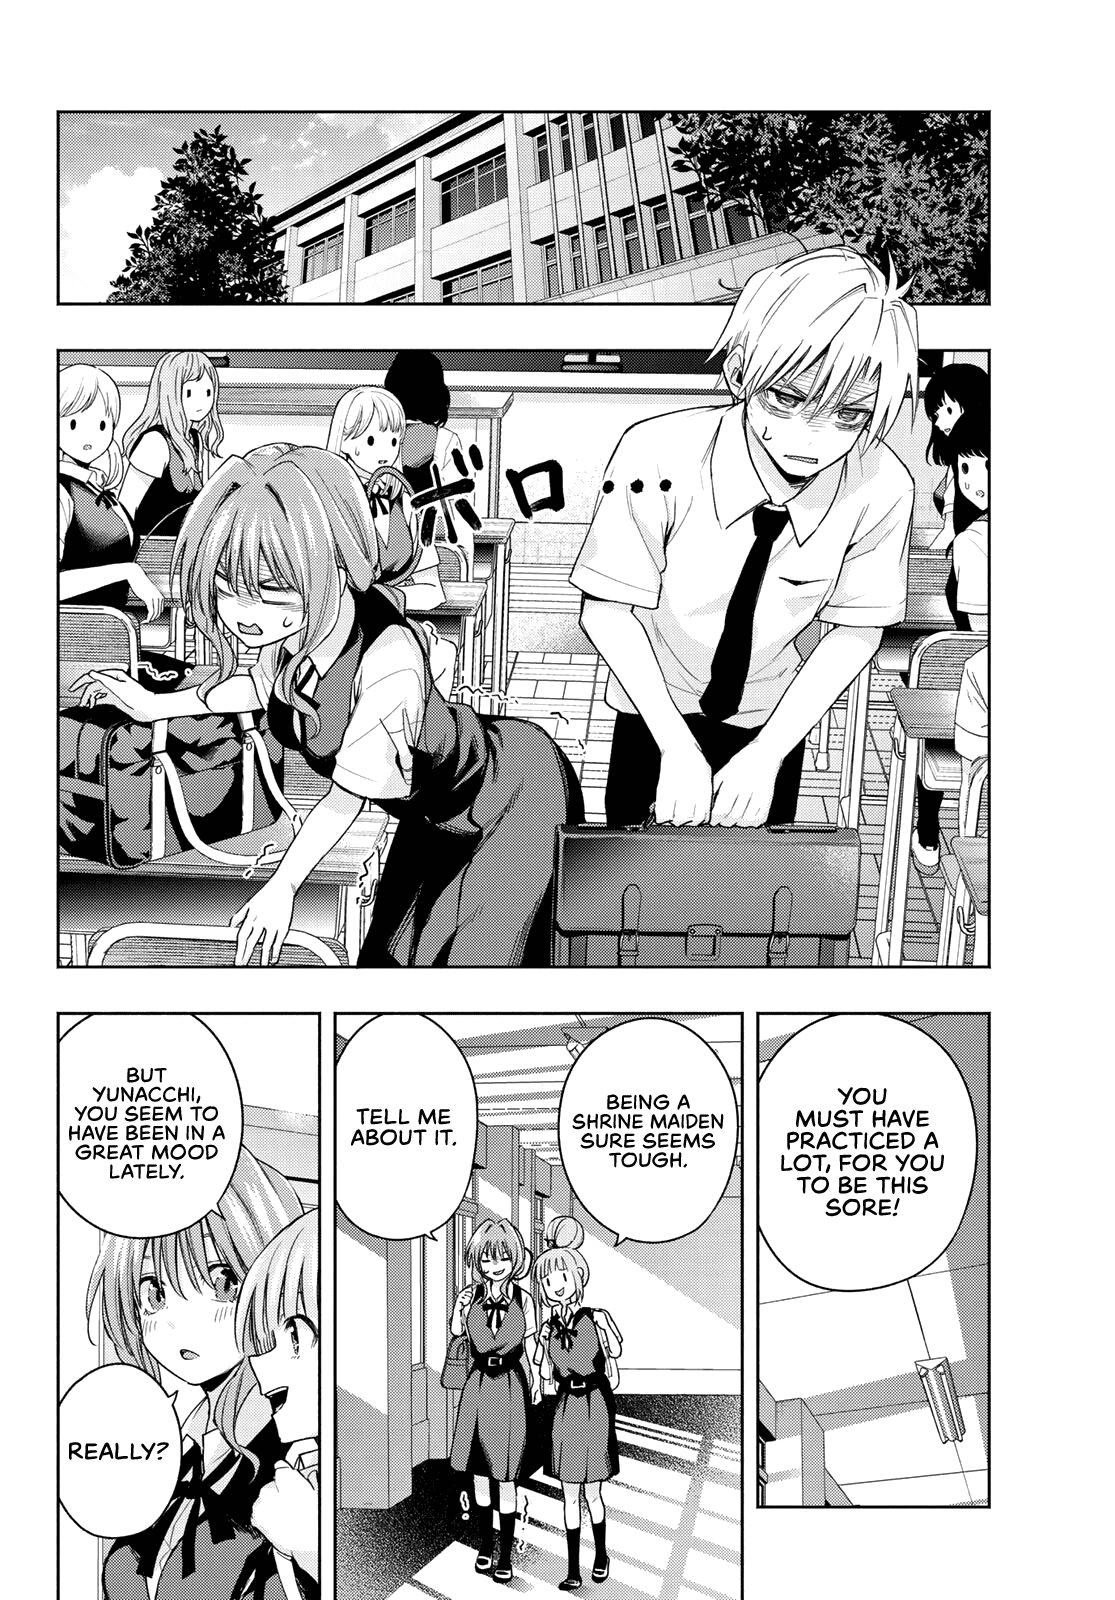 ボロ...
YOU
MUST HAVE
PRACTICED A
LOT, FOR YOU
TO BE THIS
SORE!
BEING A
SHRINE MAIDEN
SURE SEEMS
TOUGH.
TELL ME
ABOUT IT.
BUT
YUNACCHI,
YOU SEEM TO
HAVE BEEN IN A
GREAT MOOD
LATELY.
REALLY?